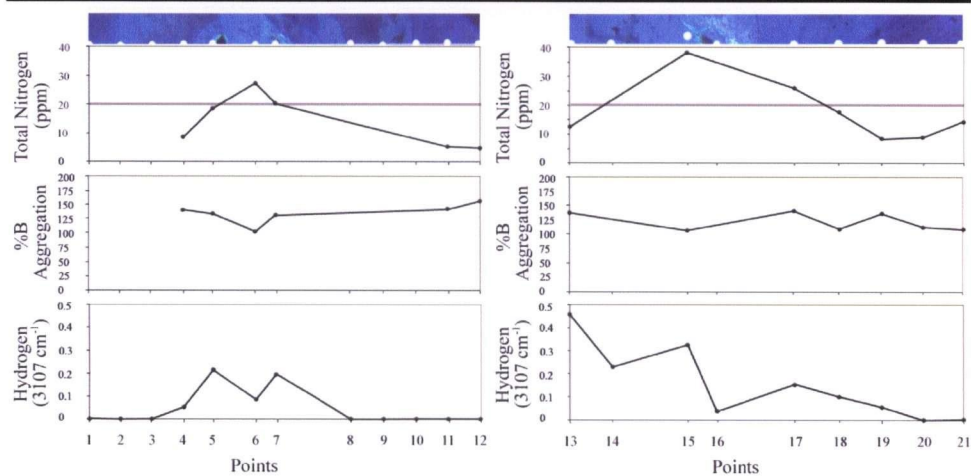 Total Nitrogen
(ppm)
40
30
20
10
0
%B
Aggregation
200
175
150
125
100
75
50
25
0
Hydrogen
(3107 cm⁻¹)
0.5
0.4
0.3
0.2
0.1
0
1 2 3 4 5 6 7 8 9 10 11 12
Points
Total Nitrogen
(ppm)
40
30
20
10
0
%B
Aggregation
200
175
150
125
100
75
50
25
0
Hydrogen
(3107 cm⁻¹)
0.5
0.4
0.3
0.2
0.1
0
13 14 15 16 17 18 19 20 21
Points